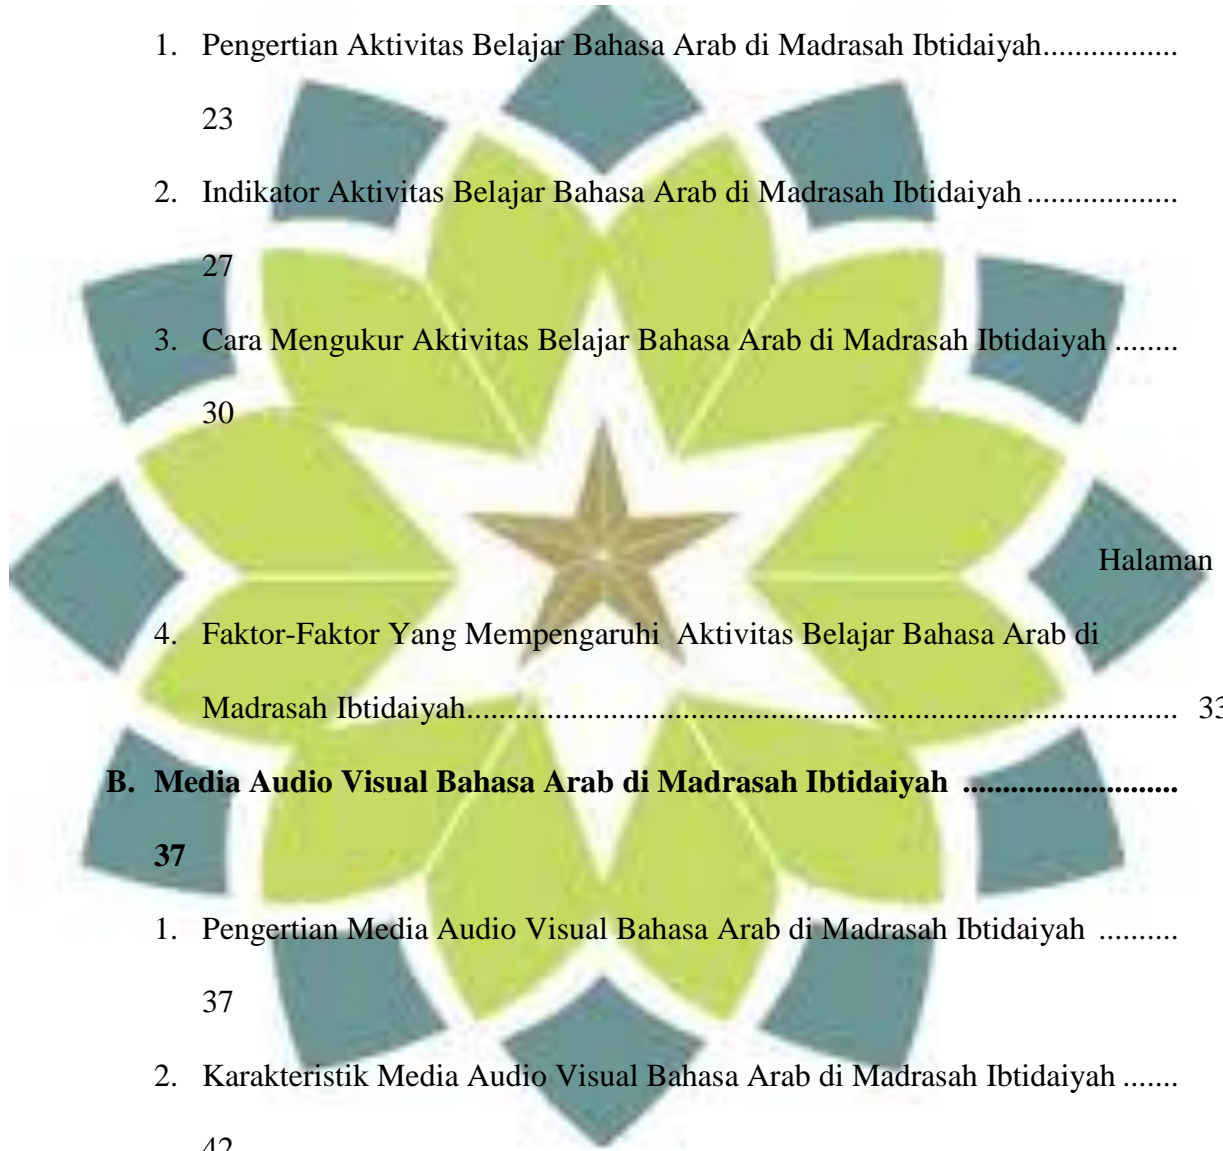 1. Pengertian Aktivitas Belajar Bahasa Arab di Madrasah Ibtidaiyah.................
23
2. Indikator Aktivitas Belajar Bahasa Arab di Madrasah Ibtidaiyah...................
27
3. Cara Mengukur Aktivitas Belajar Bahasa Arab di Madrasah Ibtidaiyah ........
30
Halaman
4. Faktor-Faktor Yang Mempengaruhi  Aktivitas Belajar Bahasa Arab di
Madrasah Ibtidaiyah......................................................................................... 33
B. Media Audio Visual Bahasa Arab di Madrasah Ibtidaiyah ...........................
37
1. Pengertian Media Audio Visual Bahasa Arab di Madrasah Ibtidaiyah ..........
37
2. Karakteristik Media Audio Visual Bahasa Arab di Madrasah Ibtidaiyah .......
42